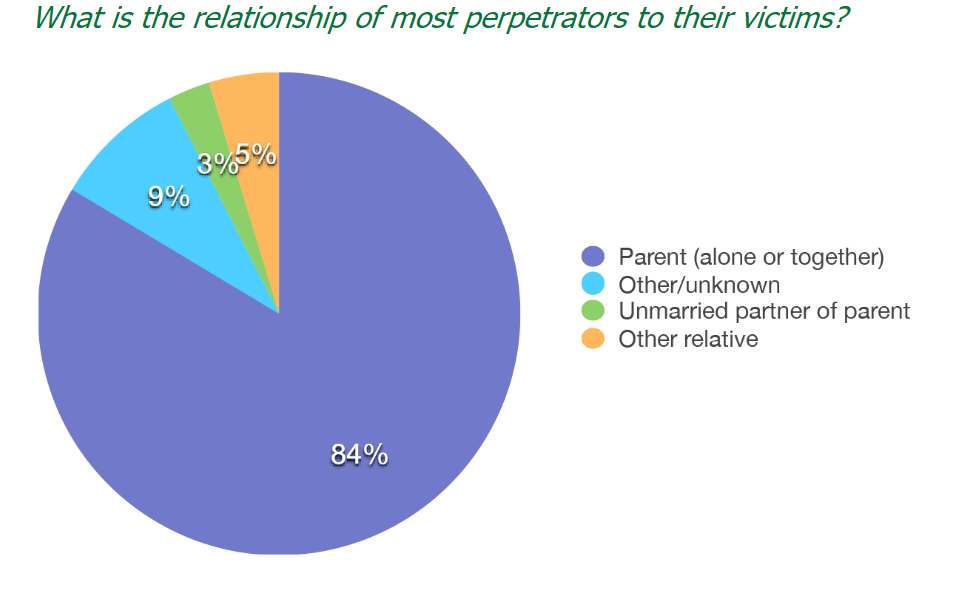 What is the relationship of most perpetrators to their victims?
5%
3%
9%
84%
Parent (alone or together)
Other/unknown
Unmarried partner of parent
Other relative